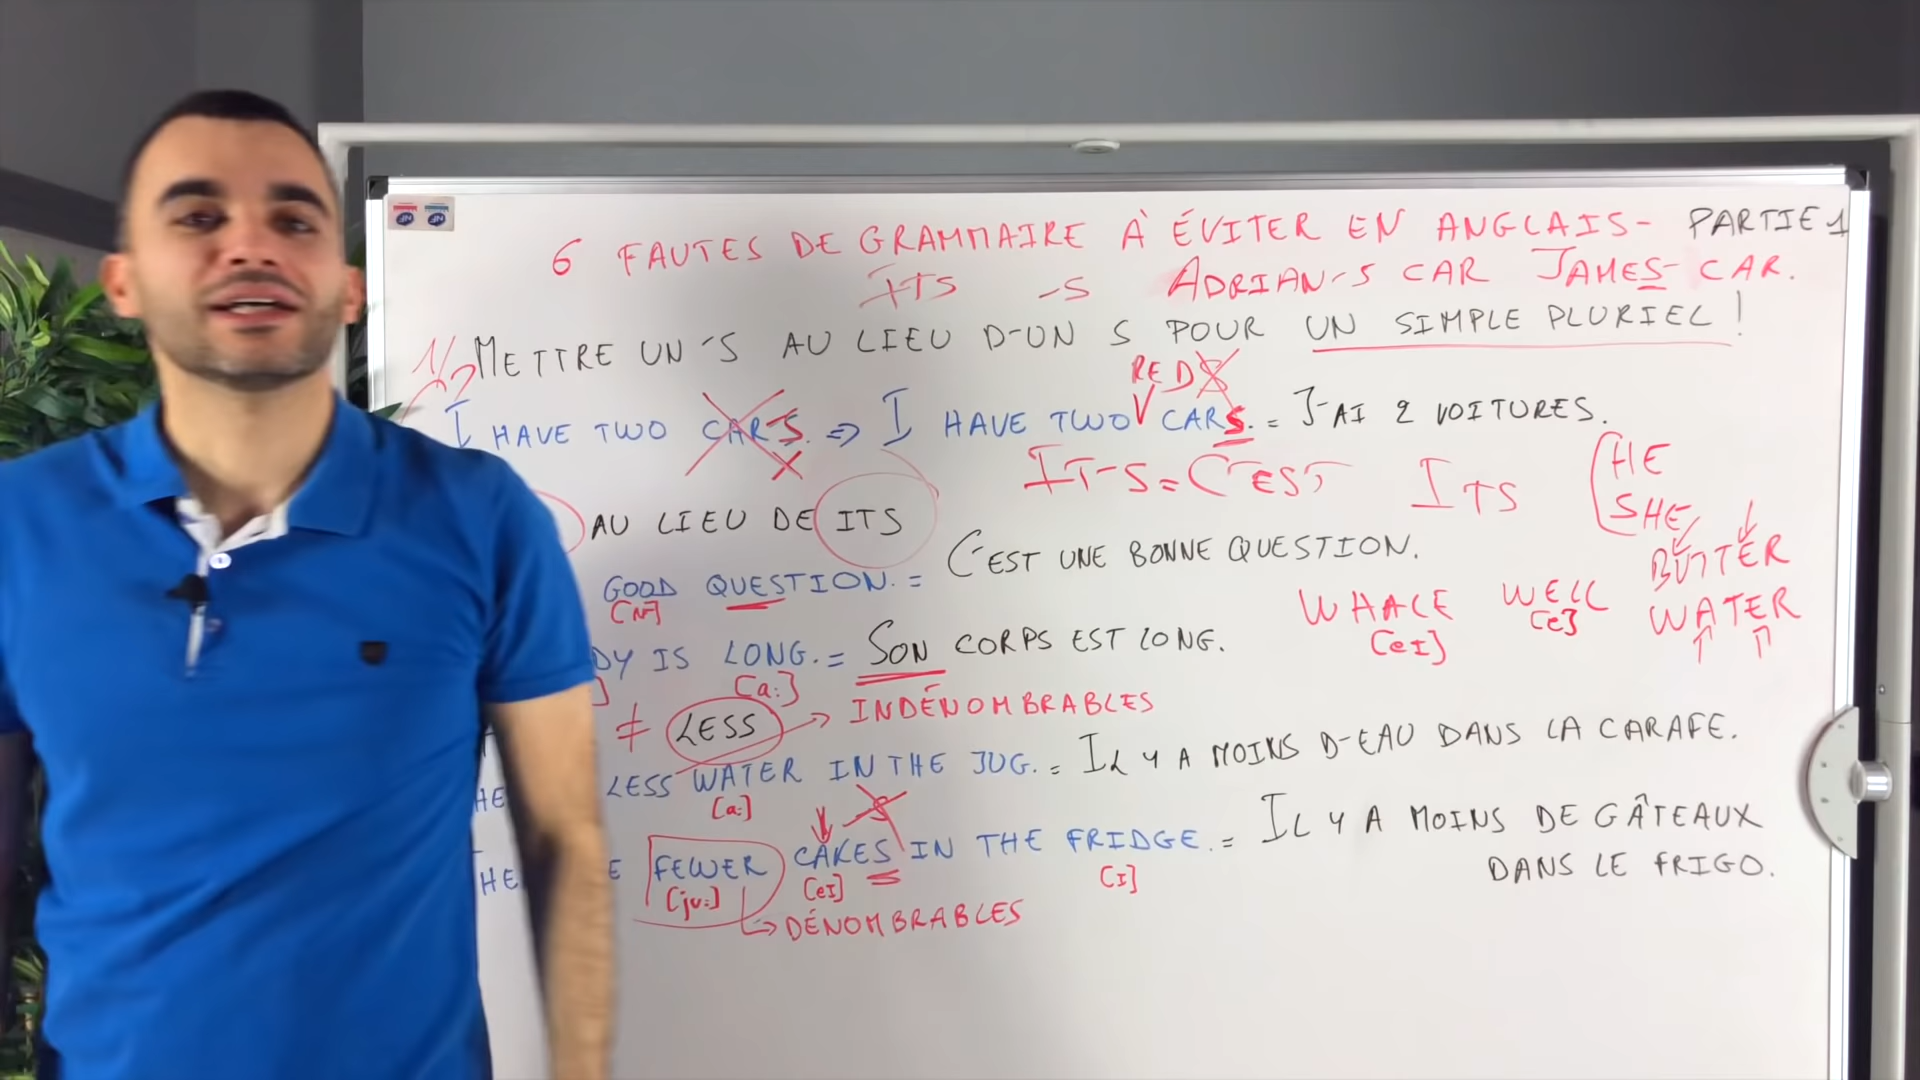 6 FAUTES DE GRAMMAIRE À ÉVITER EN ANGLAIS - PARTIE 1
ITS -S ADRIAN'S CAR JAMES- CAR.
1/ METTRE UN 'S AU LIEU D'UN S POUR UN SIMPLE PLURIEL !
RED S
I HAVE TWO CAR'S. => I HAVE TWO CARS. = J'AI 2 VOITURES.
X
IT'S = C'EST ITS HE
SHE
AU LIEU DE ITS
GOOD QUESTION. = C'EST UNE BONNE QUESTION.
[ʊ]
BUTTER
WHALE WELL WATER
[eɪ] [e]
DY IS LONG. = SON CORPS EST LONG.
[a:]
≠ LESS -> INDÉNOMBRABLES
HE LESS WATER IN THE JUG. = IL Y A MOINS D'EAU DANS LA CARAFE.
[a:]
HE E FEWER CAKES IN THE FRIDGE. = IL Y A MOINS DE GÂTEAUX
DANS LE FRIGO.
[ju:] [eɪ] [ɪ]
-> DÉNOMBRABLES